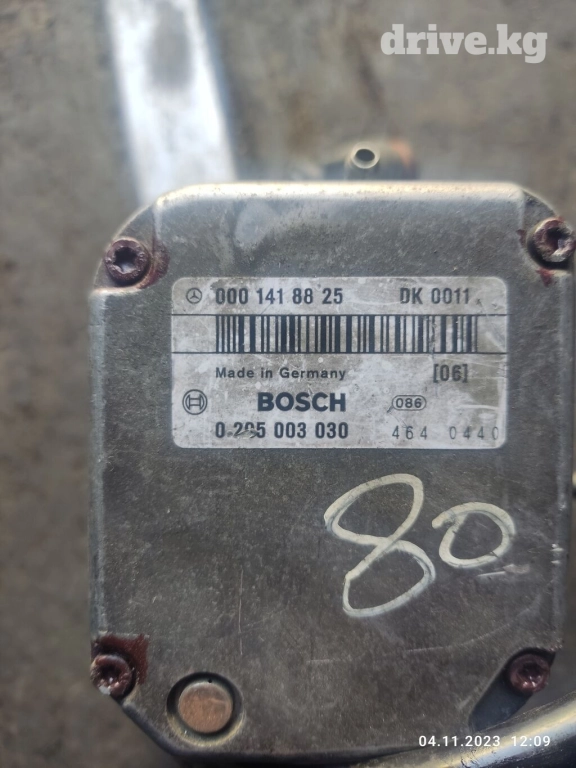 drive.kg
000 141 88 25 DK 0011
Made in Germany [06]
BOSCH 086
0 205 003 030 464 0440
80
04.11.2023 12:09